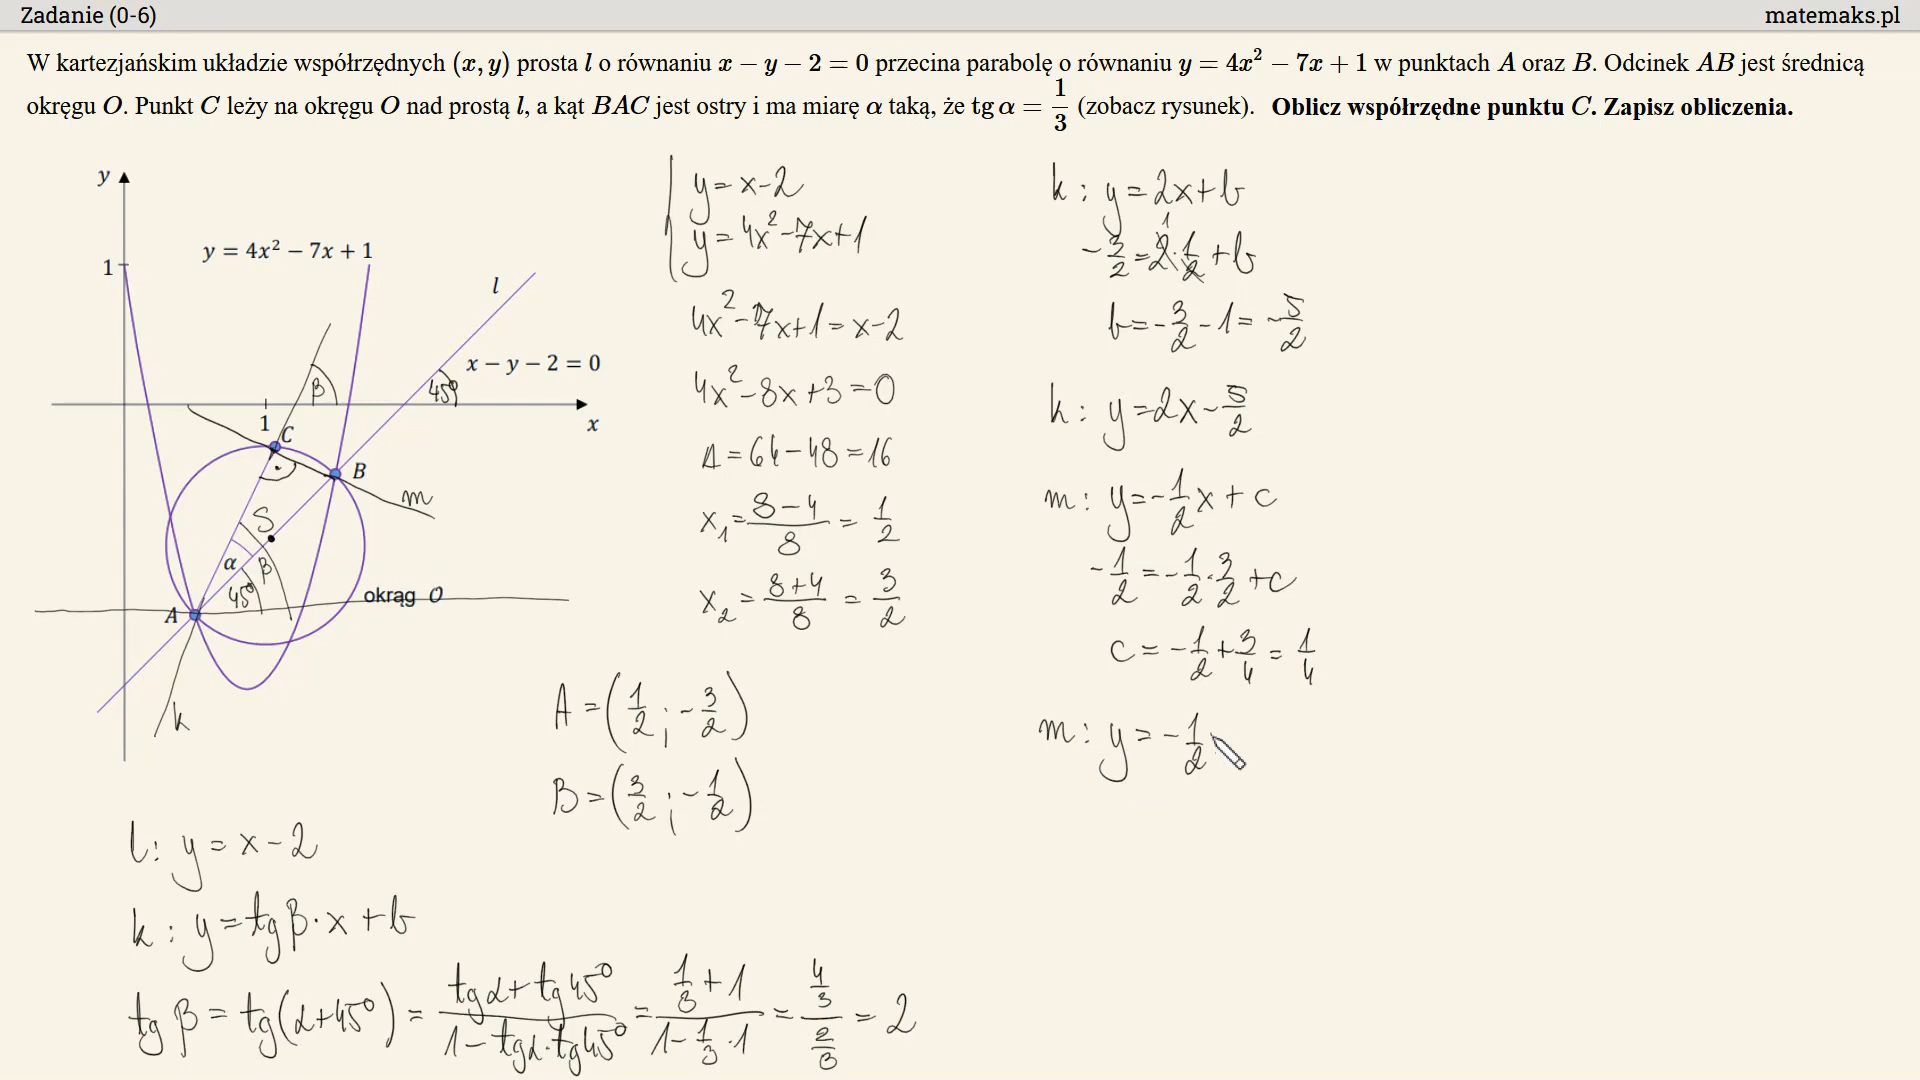 Zadanie (0-6)
matemaks.pl
W kartezjańskim układzie współrzędnych (x, y) prosta l o równaniu x − y − 2 = 0 przecina parabolę o równaniu y = 4x² − 7x + 1 w punktach A oraz B. Odcinek AB jest średnicą
okręgu O. Punkt C leży na okręgu O nad prostą l, a kąt BAC jest ostry i ma miarę α taką, że tg α = 1/3 (zobacz rysunek). Oblicz współrzędne punktu C. Zapisz obliczenia.
y
y = 4x² − 7x + 1
1
l
x − y − 2 = 0
β
45°
1
x
C
B
m
S
α
β
45°
okrąg O
A
k
l: y = x − 2
k: y = tg β · x + b
tg β = tg(α + 45°) = (tg α + tg 45°)/(1 − tg α · tg 45°) = (1/3 + 1)/(1 − 1/3 · 1) = (4/3)/(2/3) = 2
y = x − 2
y = 4x² − 7x + 1
4x² − 7x + 1 = x − 2
4x² − 8x + 3 = 0
Δ = 64 − 48 = 16
x₁ = (8 − 4)/8 = 1/2
x₂ = (8 + 4)/8 = 3/2
A = (1/2 ; −3/2)
B = (3/2 ; −1/2)
k: y = 2x + b
−3/2 = 2 · 1/2 + b
1
b = −3/2 − 1 = −5/2
k: y = 2x − 5/2
m: y = −1/2 x + c
−1/2 = −1/2 · 3/2 + c
c = −1/2 + 3/4 = 1/4
m: y = −1/2